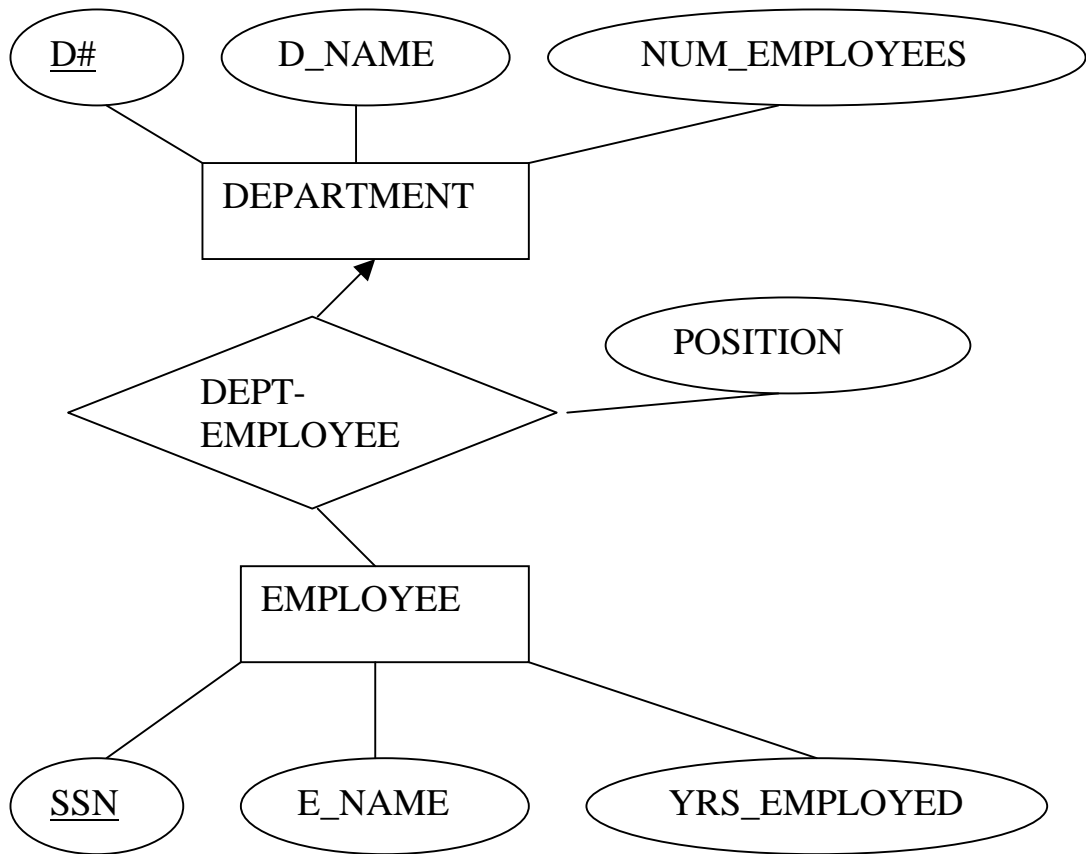 D#
D_NAME
NUM_EMPLOYEES
DEPARTMENT
POSITION
DEPT-
EMPLOYEE
EMPLOYEE
SSN
E_NAME
YRS_EMPLOYED